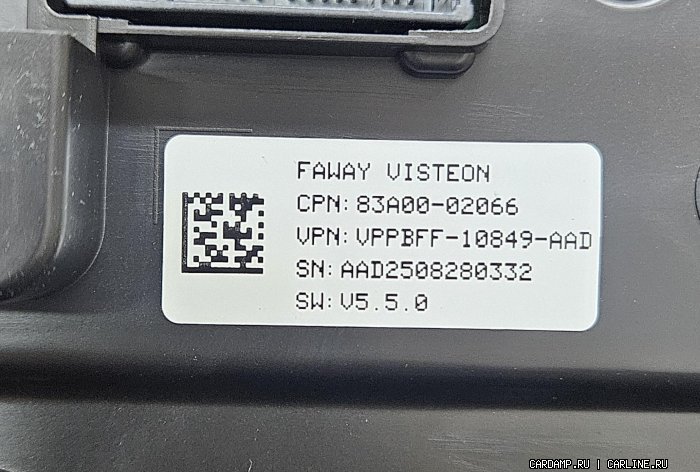 FAWAY VISTEON
CPN: 83A00-02066
VPN: VPPBFF-10849-AAD
SN: AAD2508280332
SW: V5.5.0
CARDAMP.RU | CARLINE.RU